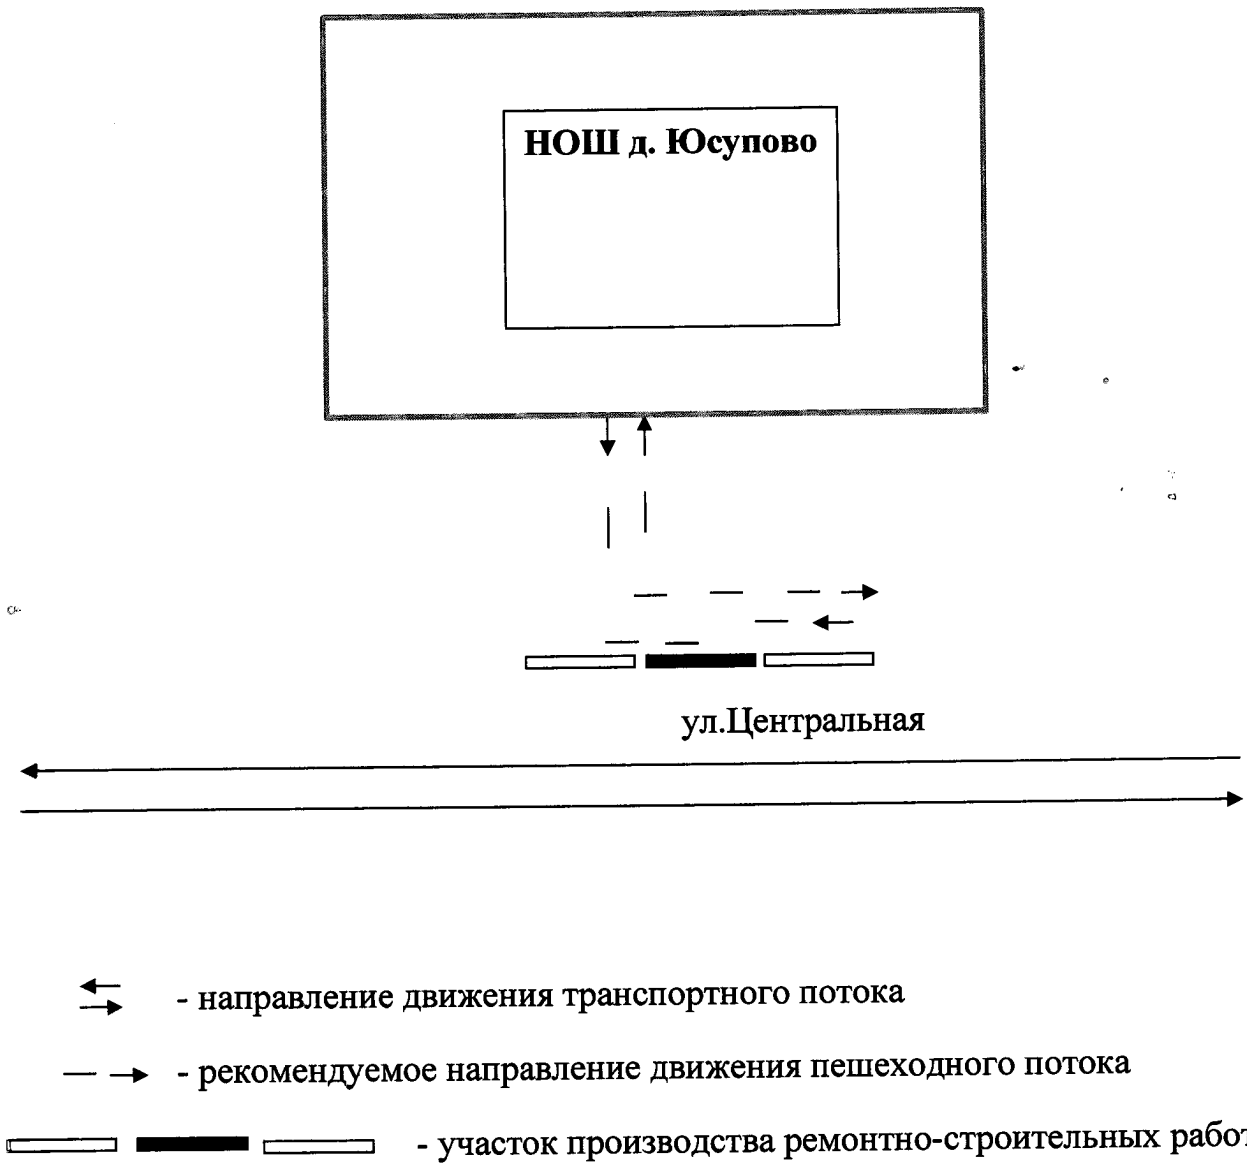 НОШ д. Юсупово
ул.Центральная
- направление движения транспортного потока
- рекомендуемое направление движения пешеходного потока
- участок производства ремонтно-строительных работ